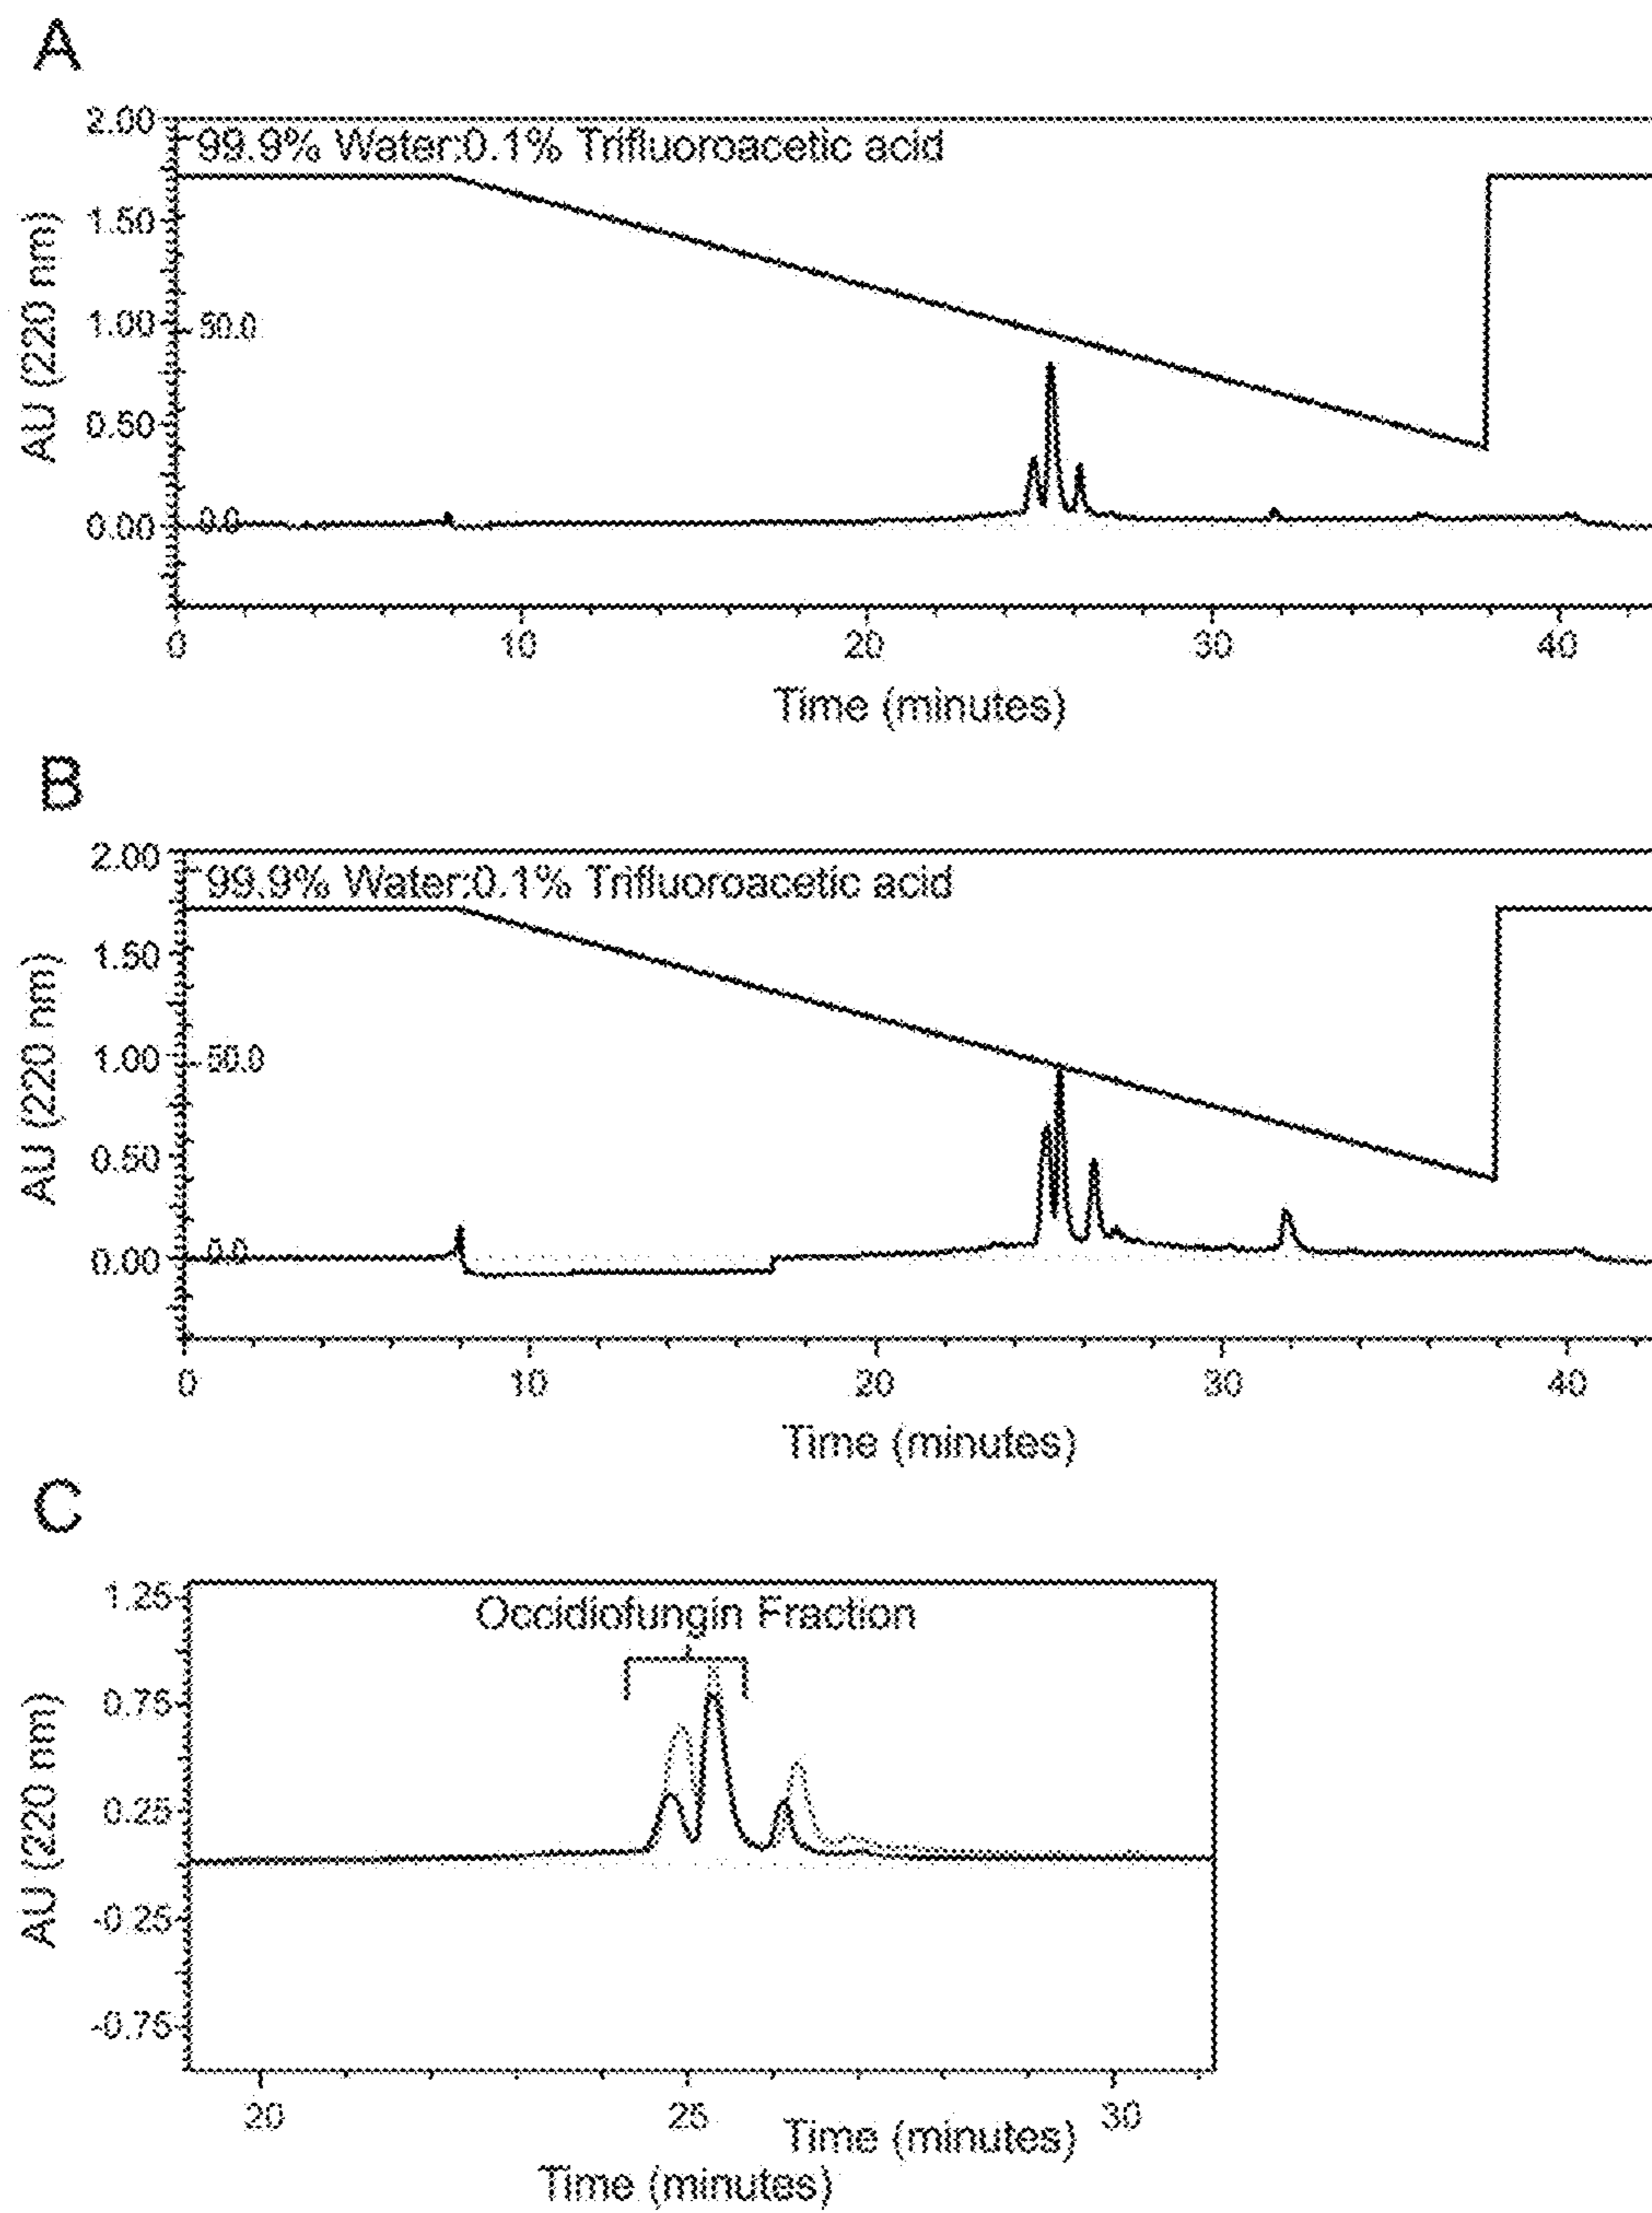 A
2.00
99.9% Water:0.1% Trifluoroacetic acid
1.50
1.00
50.0
0.50
0.00
0.0
AU (220 nm)
0 10 20 30 40
Time (minutes)
B
2.00
99.9% Water:0.1% Trifluoroacetic acid
1.50
1.00
50.0
0.50
0.00
0.0
AU (220 nm)
0 10 20 30 40
Time (minutes)
C
1.25
Occidiofungin Fraction
0.75
0.25
-0.25
-0.75
AU (220 nm)
20 25 30
Time (minutes)
Time (minutes)